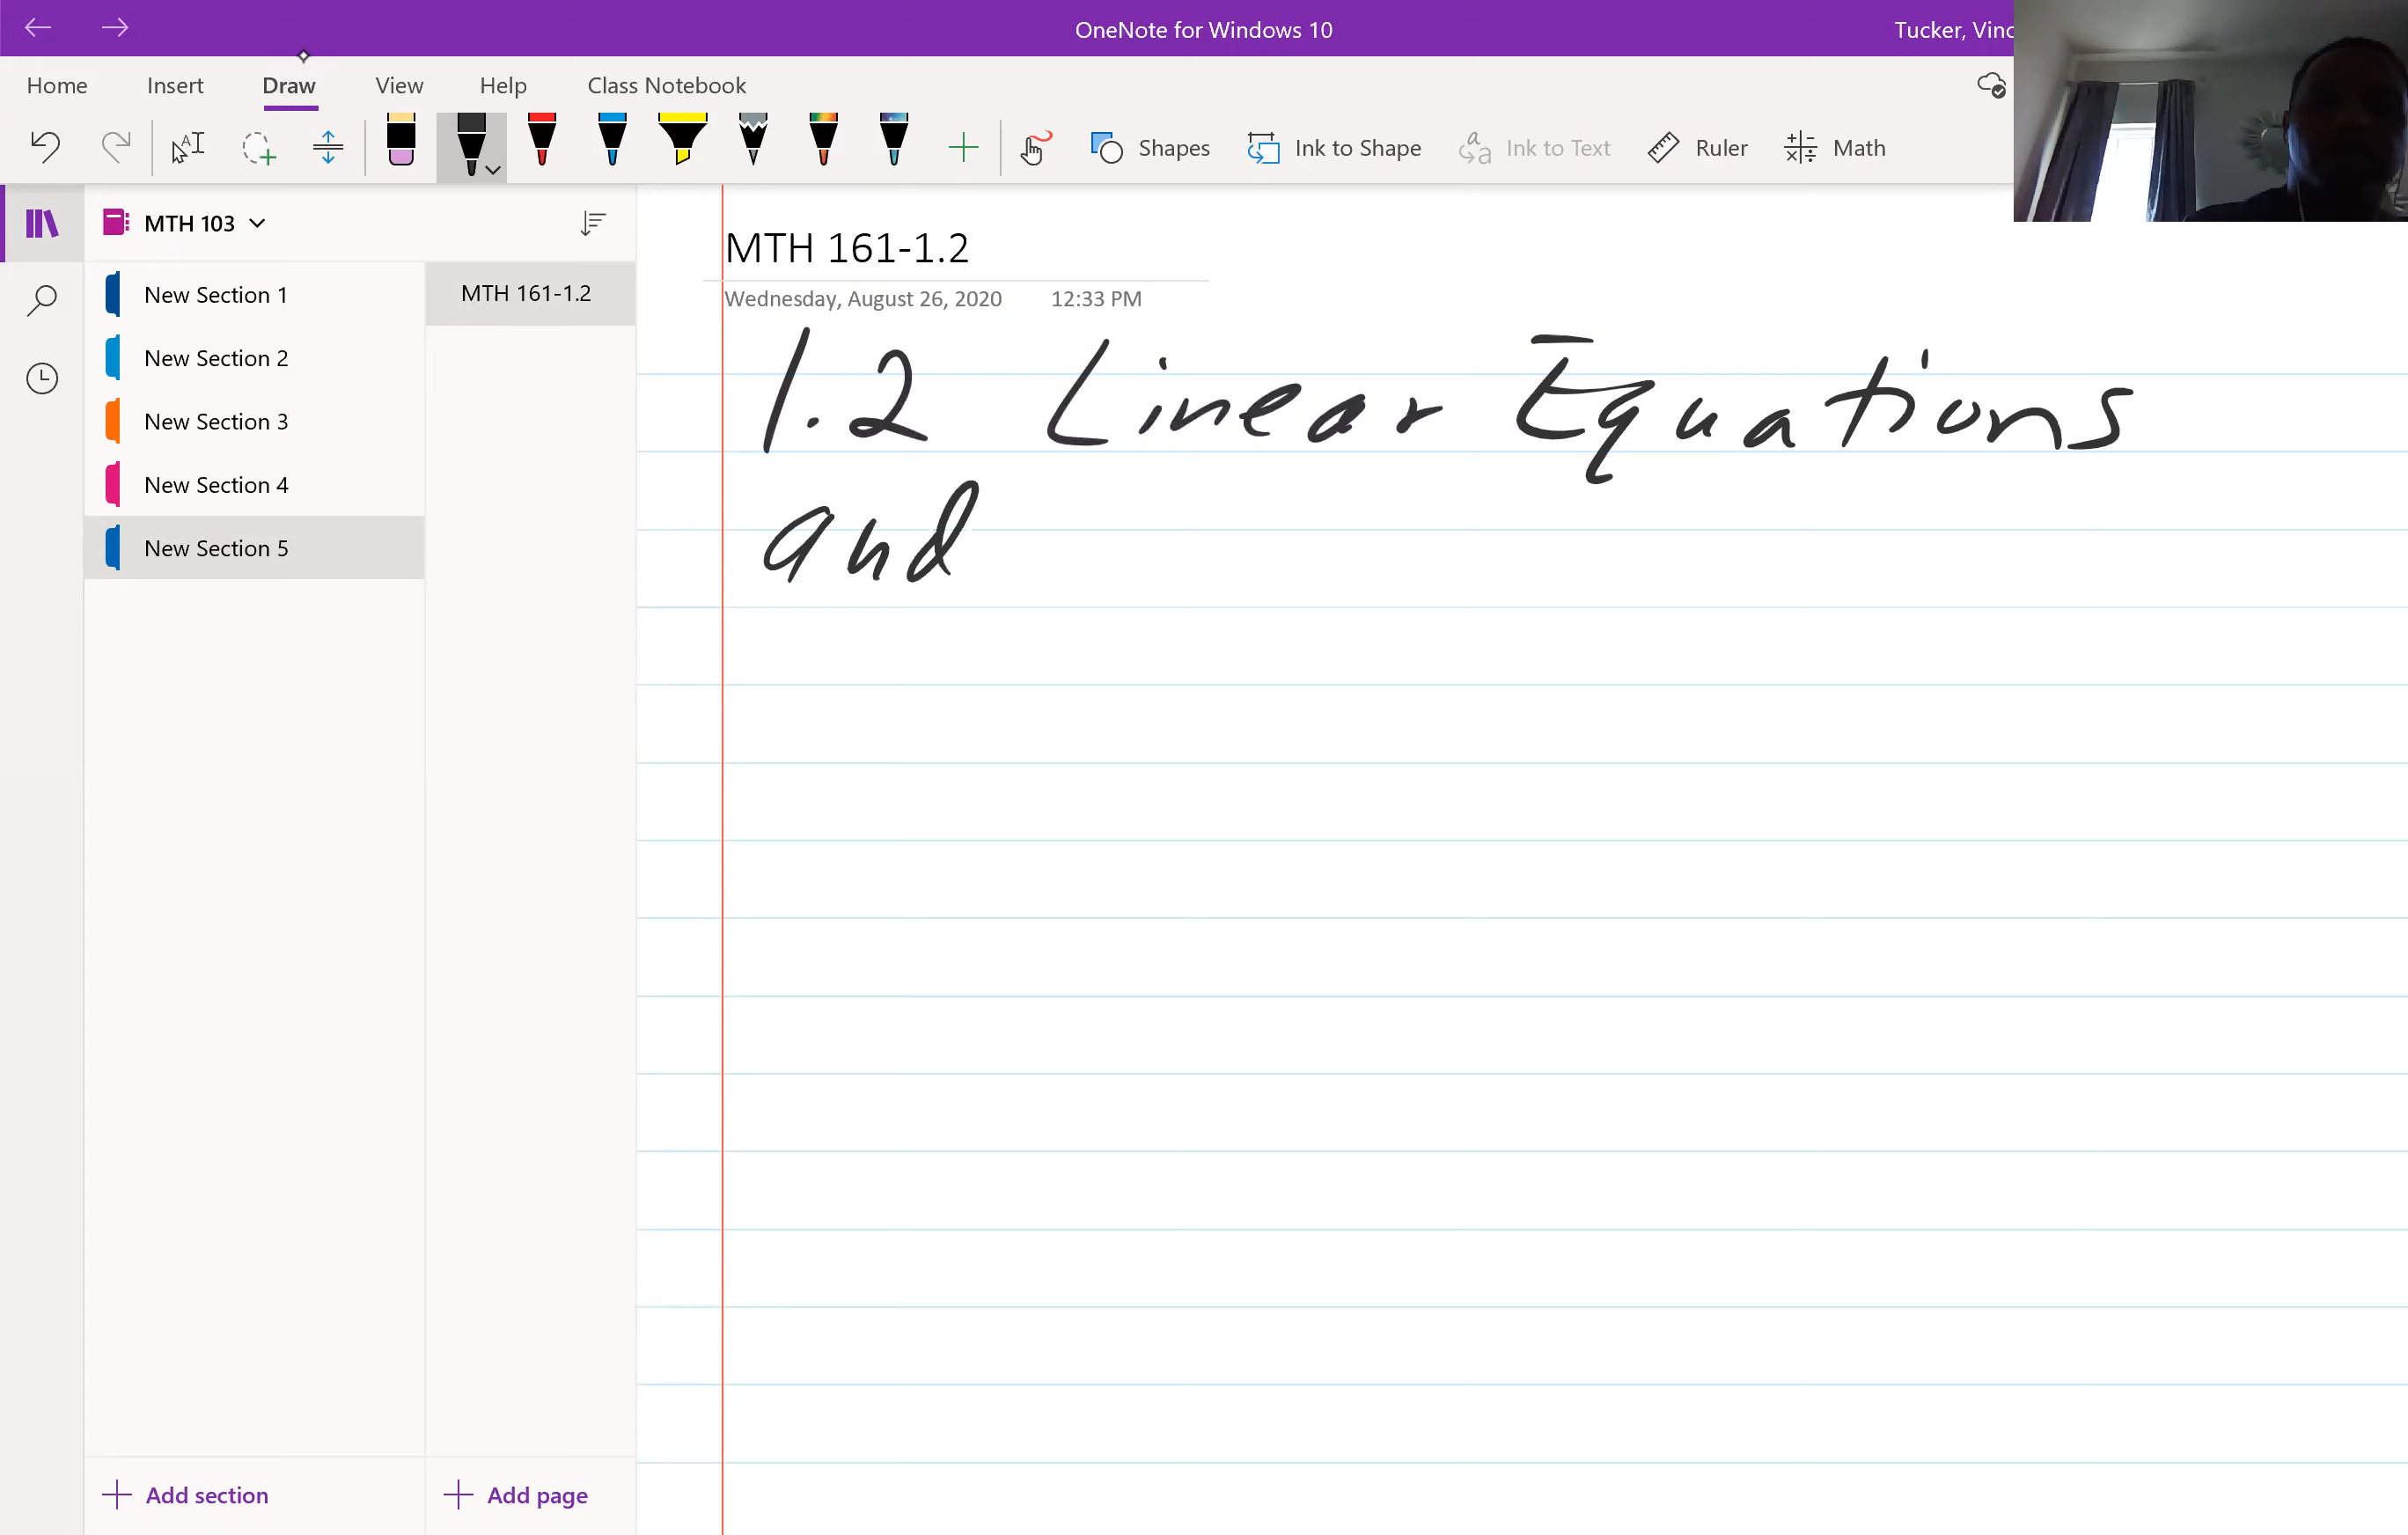 OneNote for Windows 10
Tucker, Vinc
Home Insert Draw View Help Class Notebook
Shapes Ink to Shape Ink to Text Ruler Math
MTH 103
New Section 1
New Section 2
New Section 3
New Section 4
New Section 5
MTH 161-1.2
MTH 161-1.2
Wednesday, August 26, 2020 12:33 PM
1.2 Linear Equations
and
Add section
Add page